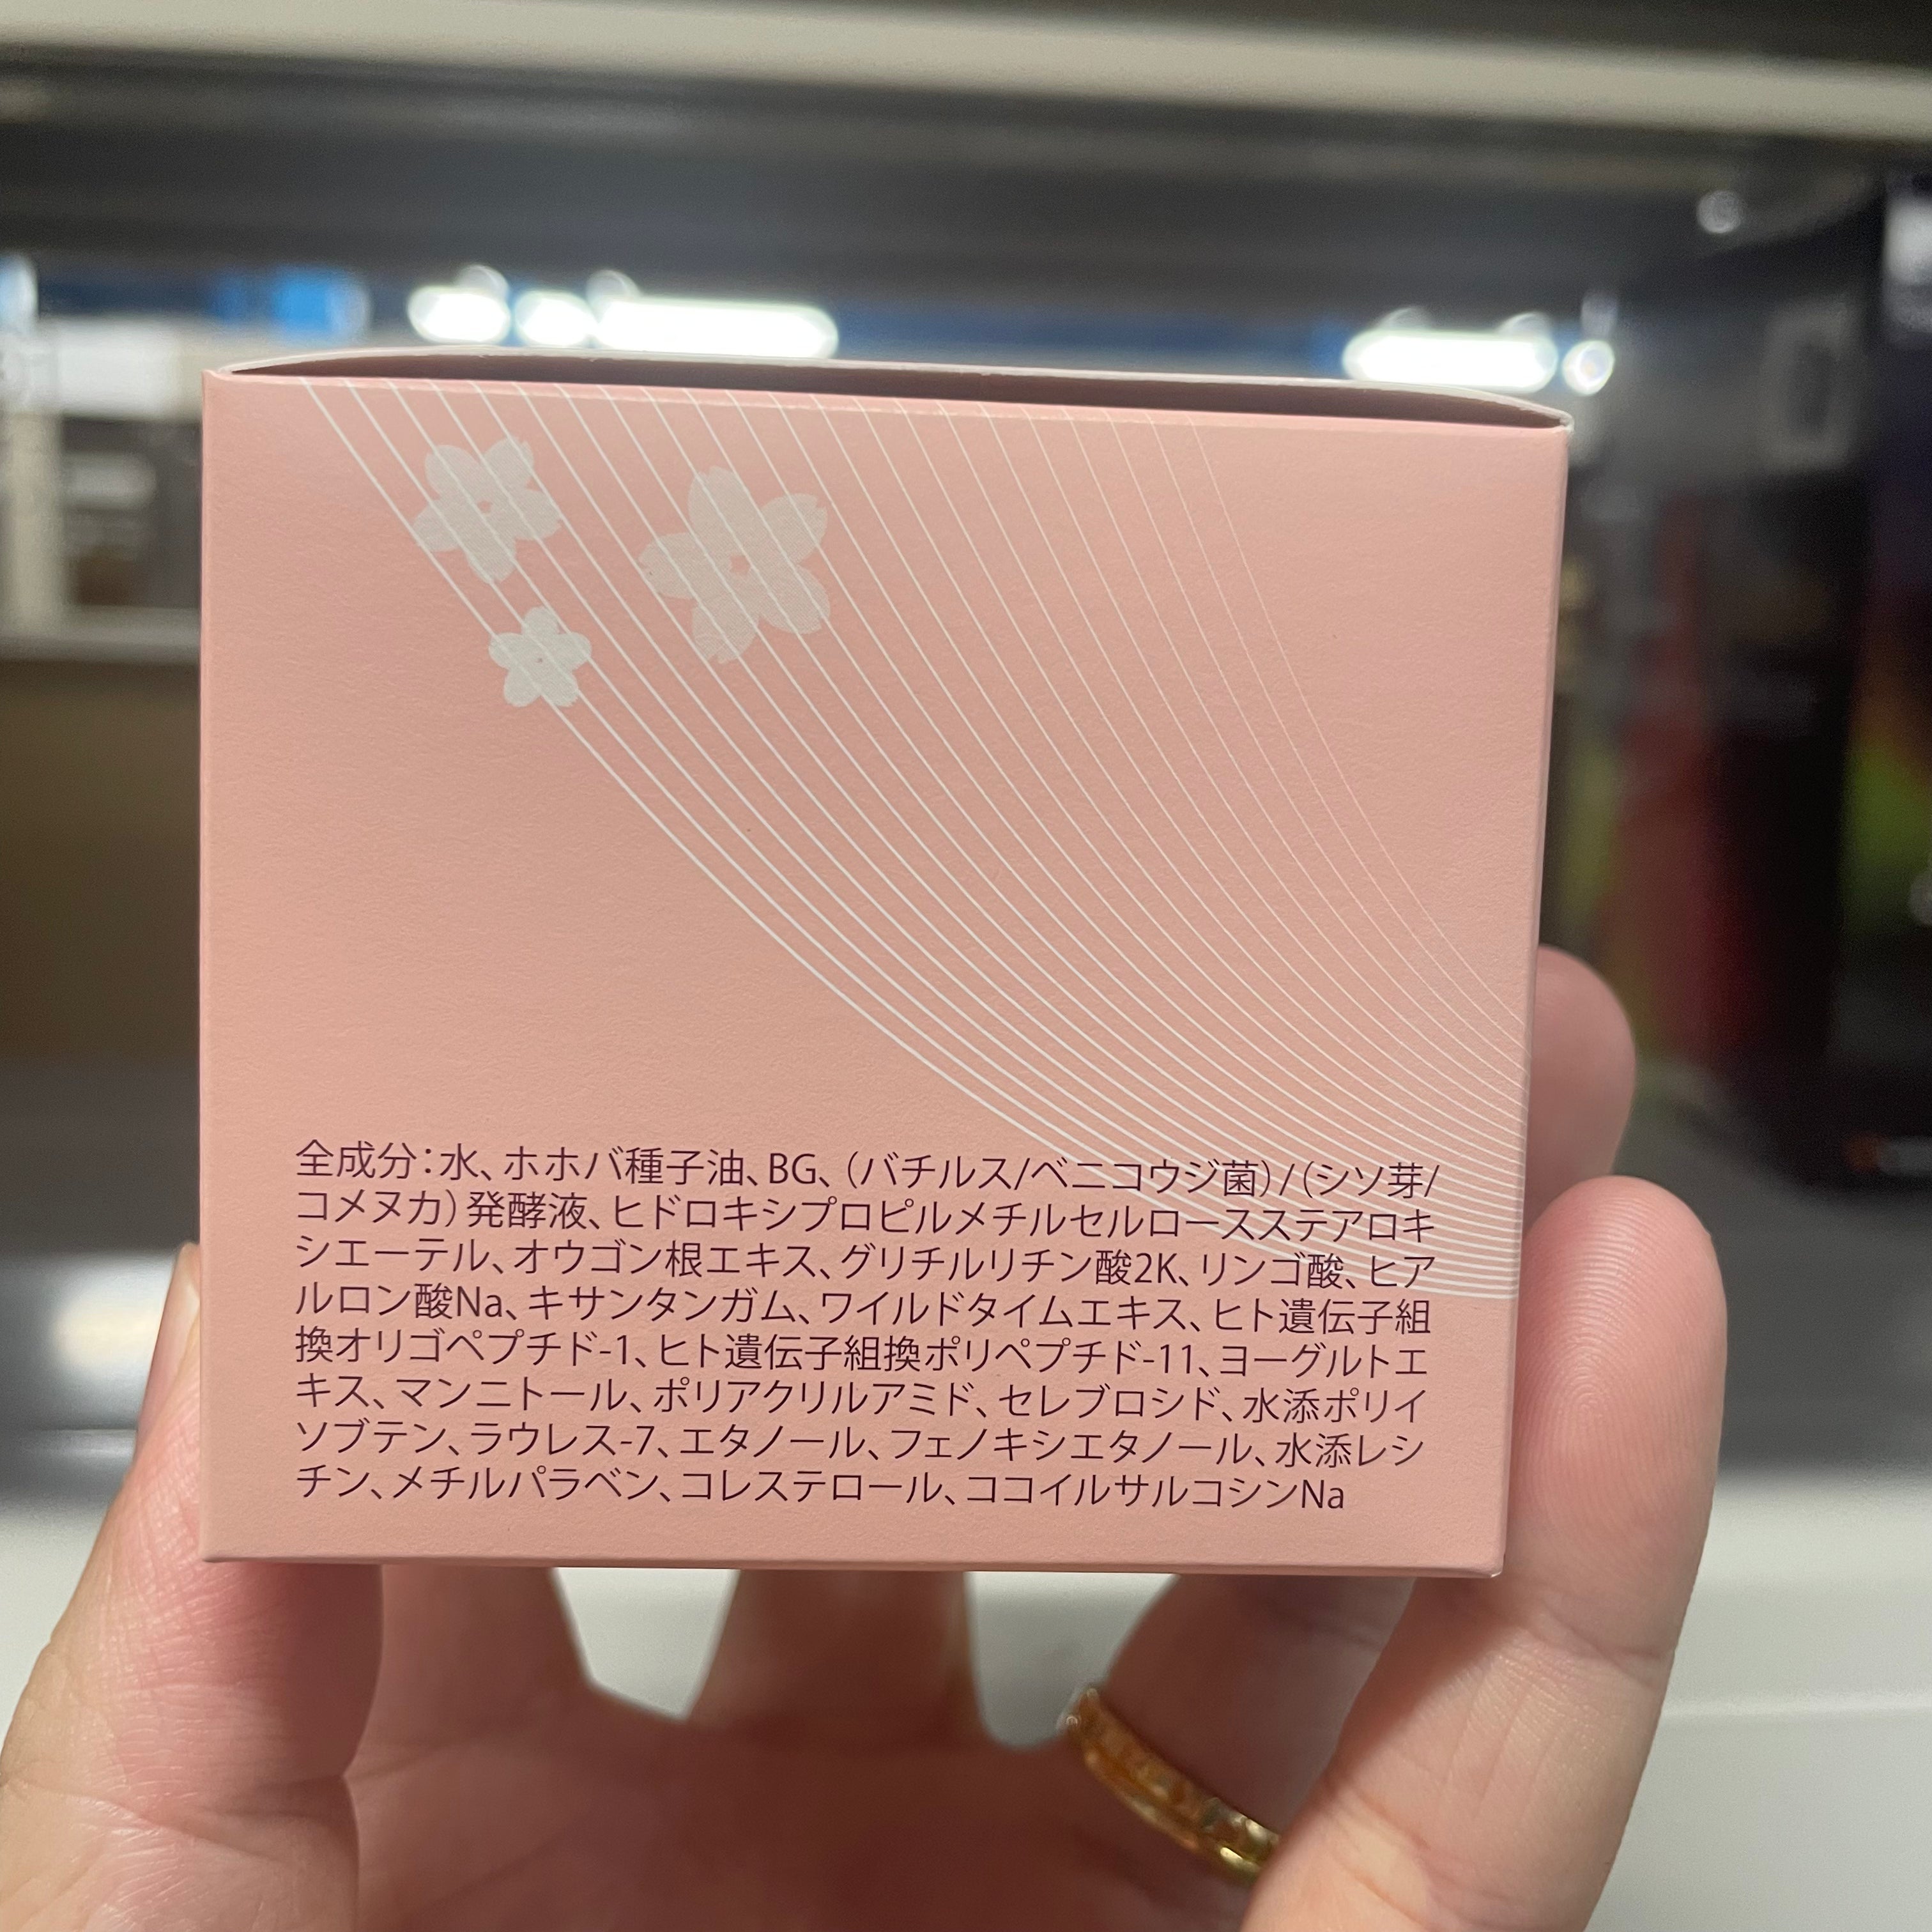 全成分：水、ホホバ種子油、BG、（バチルス/ベニコウジ菌）/（シソ芽/
コメヌカ）発酵液、ヒドロキシプロピルメチルセルロースステアロキ
シエーテル、オウゴン根エキス、グリチルリチン酸2K、リンゴ酸、ヒア
ルロン酸Na、キサンタンガム、ワイルドタイムエキス、ヒト遺伝子組
換オリゴペプチド-1、ヒト遺伝子組換ポリペプチド-11、ヨーグルトエ
キス、マンニトール、ポリアクリルアミド、セレブロシド、水添ポリイ
ソブテン、ラウレス-7、エタノール、フェノキシエタノール、水添レシ
チン、メチルパラベン、コレステロール、ココイルサルコシンNa